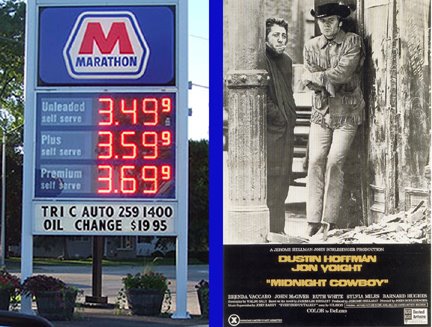 M
MARATHON
Unleaded
self serve
3.49 9
Plus
self serve
3.59 9
Premium
self serve
3.69 9
TRI C AUTO 259 1400
OIL CHANGE $19 95
A JEROME HELLMAN-JOHN SCHLESINGER PRODUCTION
DUSTIN HOFFMAN
JON VOIGHT
"MIDNIGHT COWBOY"
BRENDA VACCARO JOHN McGIVER RUTH WHITE SYLVIA MILES BARNARD HUGHES
COLOR by DeLuxe
X
United
Artists